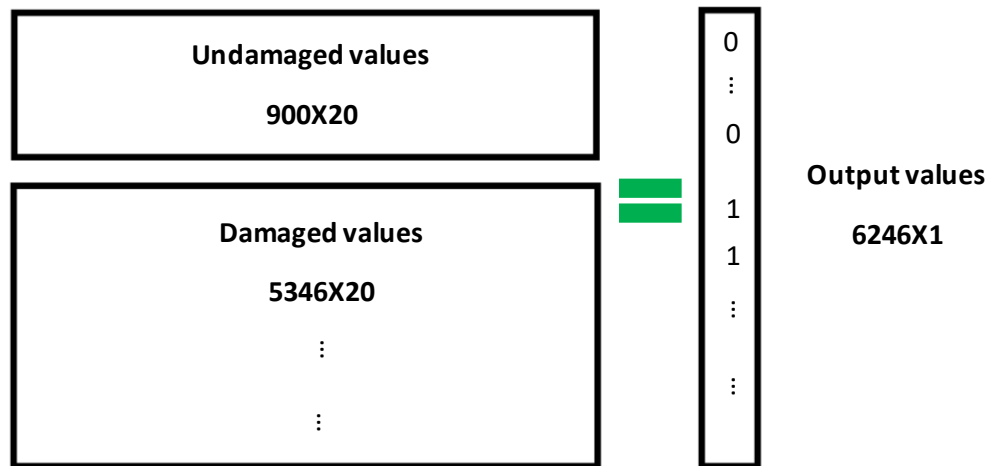 Undamaged values
900X20
Damaged values
5346X20
⋮
⋮
0
⋮
0
1
1
⋮
⋮
Output values
6246X1